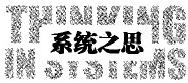 THINKING
系统之思
IN SYSTEMS